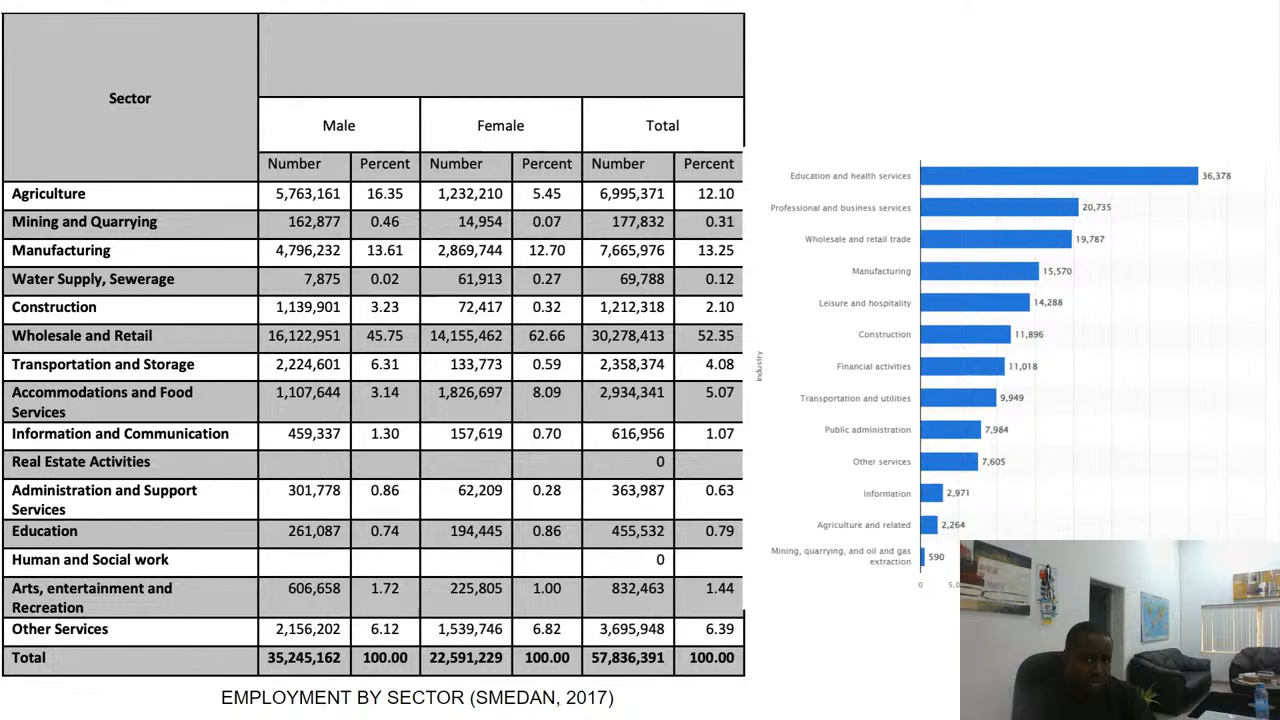 Sector
Male Female Total
Number Percent Number Percent Number Percent
Agriculture 5,763,161 16.35 1,232,210 5.45 6,995,371 12.10
Mining and Quarrying 162,877 0.46 14,954 0.07 177,832 0.31
Manufacturing 4,796,232 13.61 2,869,744 12.70 7,665,976 13.25
Water Supply, Sewerage 7,875 0.02 61,913 0.27 69,788 0.12
Construction 1,139,901 3.23 72,417 0.32 1,212,318 2.10
Wholesale and Retail 16,122,951 45.75 14,155,462 62.66 30,278,413 52.35
Transportation and Storage 2,224,601 6.31 133,773 0.59 2,358,374 4.08
Accommodations and Food 1,107,644 3.14 1,826,697 8.09 2,934,341 5.07
Services
Information and Communication 459,337 1.30 157,619 0.70 616,956 1.07
Real Estate Activities 0
Administration and Support 301,778 0.86 62,209 0.28 363,987 0.63
Services
Education 261,087 0.74 194,445 0.86 455,532 0.79
Human and Social work 0
Arts, entertainment and 606,658 1.72 225,805 1.00 832,463 1.44
Recreation
Other Services 2,156,202 6.12 1,539,746 6.82 3,695,948 6.39
Total 35,245,162 100.00 22,591,229 100.00 57,836,391 100.00
EMPLOYMENT BY SECTOR (SMEDAN, 2017)
Industry
Education and health services 36,378
Professional and business services 20,735
Wholesale and retail trade 19,787
Manufacturing 15,570
Leisure and hospitality 14,288
Construction 11,896
Financial activities 11,018
Transportation and utilities 9,949
Public administration 7,984
Other services 7,605
Information 2,971
Agriculture and related 2,264
Mining, quarrying, and oil and gas 590
extraction
0 5,0